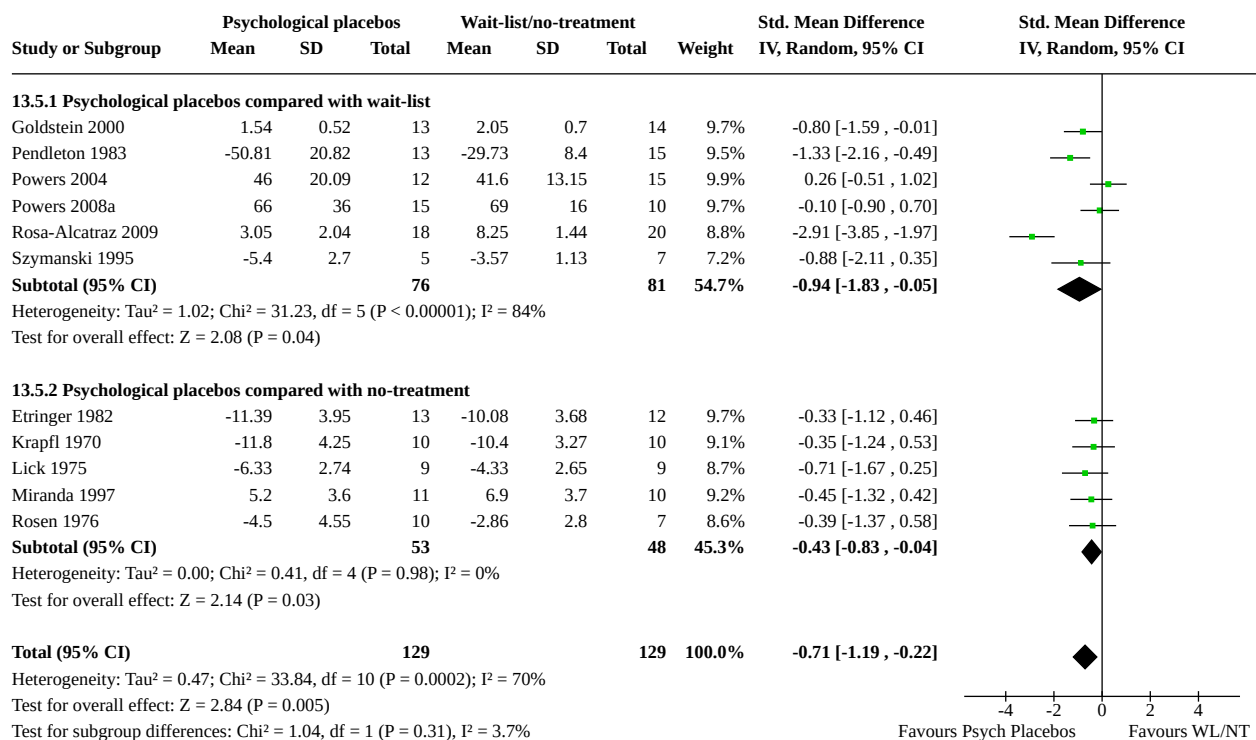 Psychological placebos Wait-list/no-treatment Std. Mean Difference Std. Mean Difference
Study or Subgroup Mean SD Total Mean SD Total Weight IV, Random, 95% CI IV, Random, 95% CI
13.5.1 Psychological placebos compared with wait-list
Goldstein 2000 1.54 0.52 13 2.05 0.7 14 9.7% -0.80 [-1.59 , -0.01]
Pendleton 1983 -50.81 20.82 13 -29.73 8.4 15 9.5% -1.33 [-2.16 , -0.49]
Powers 2004 46 20.09 12 41.6 13.15 15 9.9% 0.26 [-0.51 , 1.02]
Powers 2008a 66 36 15 69 16 10 9.7% -0.10 [-0.90 , 0.70]
Rosa-Alcatraz 2009 3.05 2.04 18 8.25 1.44 20 8.8% -2.91 [-3.85 , -1.97]
Szymanski 1995 -5.4 2.7 5 -3.57 1.13 7 7.2% -0.88 [-2.11 , 0.35]
Subtotal (95% CI) 76 81 54.7% -0.94 [-1.83 , -0.05]
Heterogeneity: Tau² = 1.02; Chi² = 31.23, df = 5 (P < 0.00001); I² = 84%
Test for overall effect: Z = 2.08 (P = 0.04)
13.5.2 Psychological placebos compared with no-treatment
Etringer 1982 -11.39 3.95 13 -10.08 3.68 12 9.7% -0.33 [-1.12 , 0.46]
Krapfl 1970 -11.8 4.25 10 -10.4 3.27 10 9.1% -0.35 [-1.24 , 0.53]
Lick 1975 -6.33 2.74 9 -4.33 2.65 9 8.7% -0.71 [-1.67 , 0.25]
Miranda 1997 5.2 3.6 11 6.9 3.7 10 9.2% -0.45 [-1.32 , 0.42]
Rosen 1976 -4.5 4.55 10 -2.86 2.8 7 8.6% -0.39 [-1.37 , 0.58]
Subtotal (95% CI) 53 48 45.3% -0.43 [-0.83 , -0.04]
Heterogeneity: Tau² = 0.00; Chi² = 0.41, df = 4 (P = 0.98); I² = 0%
Test for overall effect: Z = 2.14 (P = 0.03)
Total (95% CI) 129 129 100.0% -0.71 [-1.19 , -0.22]
Heterogeneity: Tau² = 0.47; Chi² = 33.84, df = 10 (P = 0.0002); I² = 70%
Test for overall effect: Z = 2.84 (P = 0.005)
-4 -2 0 2 4
Test for subgroup differences: Chi² = 1.04, df = 1 (P = 0.31), I² = 3.7%
Favours Psych Placebos Favours WL/NT